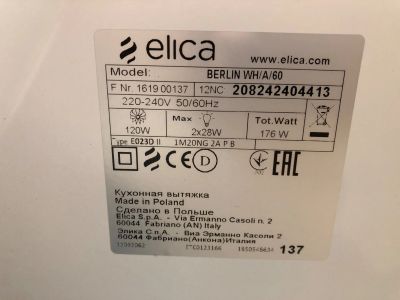 elica
www.elica.com
Model: BERLIN WH/A/60
F Nr. 161900137 12NC 208242404413
220-240V 50/60Hz
Max Tot.Watt
120W 2x28W 176 W
Type E023D II 1M20NG 2A P B
CE D EAC
Кухонная вытяжка
Made in Poland
Сделано в Польше
Elica S.p.A. - Via Ermanno Casoli n. 2
60044 Fabriano (AN) Italy
Элика С.п.А. - Виа Эрманно Касоли 2
60044 Фабриано(Анкона)Италия
137